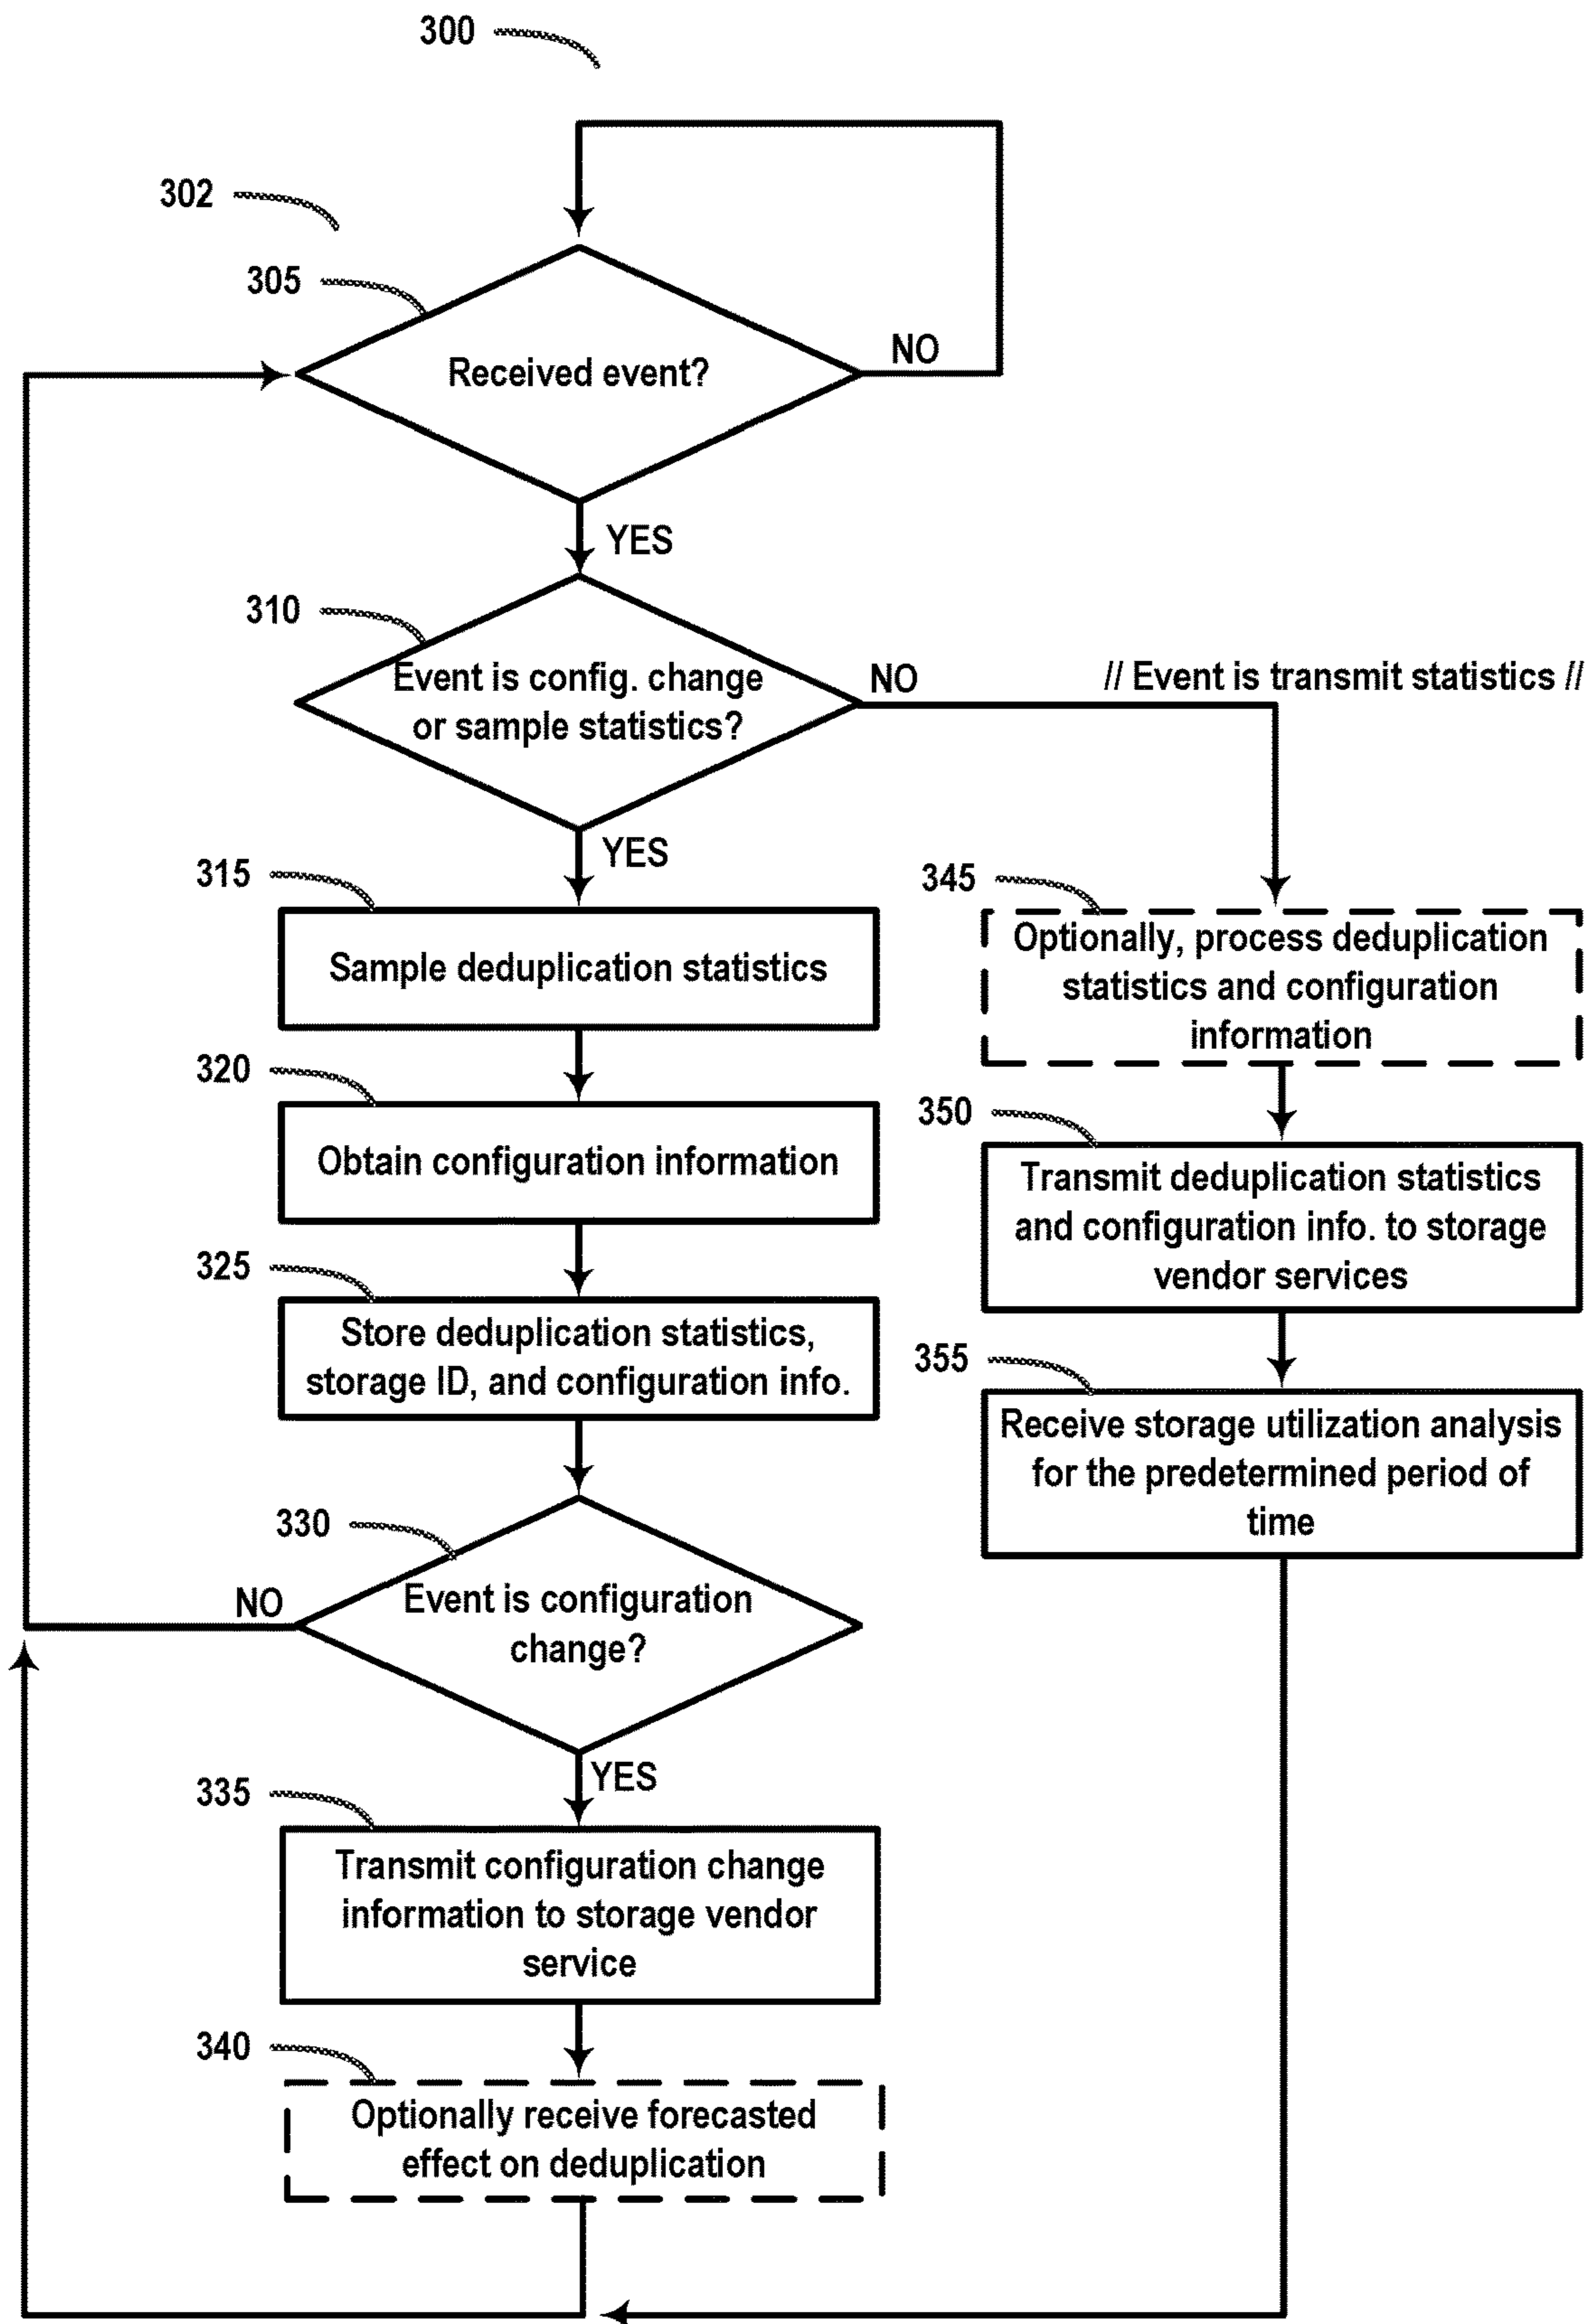 300
302
305
Received event?
NO
YES
310
Event is config. change
or sample statistics?
NO
// Event is transmit statistics //
YES
315
Sample deduplication statistics
320
Obtain configuration information
325
Store deduplication statistics,
storage ID, and configuration info.
330
Event is configuration
change?
NO
YES
335
Transmit configuration change
information to storage vendor
service
340
Optionally receive forecasted
effect on deduplication
345
Optionally, process deduplication
statistics and configuration
information
350
Transmit deduplication statistics
and configuration info. to storage
vendor services
355
Receive storage utilization analysis
for the predetermined period of
time